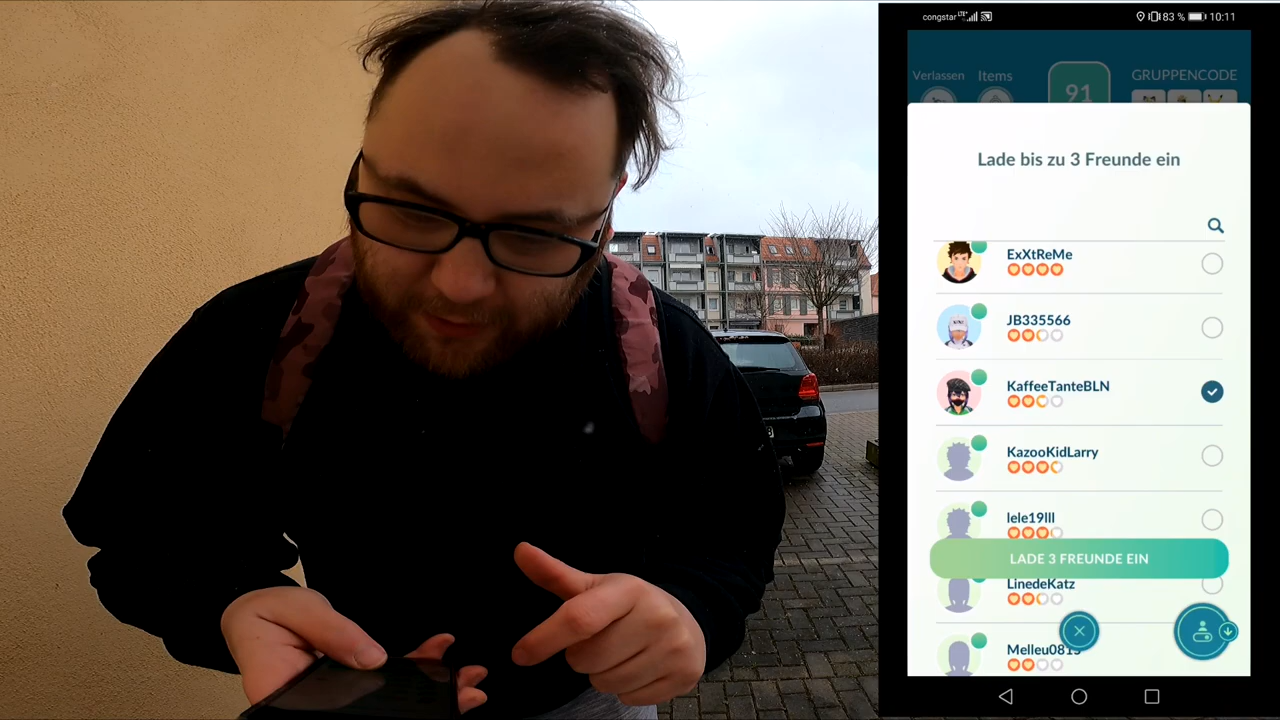 congstar
83 % 10:11
Verlassen Items GRUPPENCODE
91
Lade bis zu 3 Freunde ein
ExXtReMe
JB335566
KaffeeTanteBLN
KazooKidLarry
lele19lll
LADE 3 FREUNDE EIN
LinedeKatz